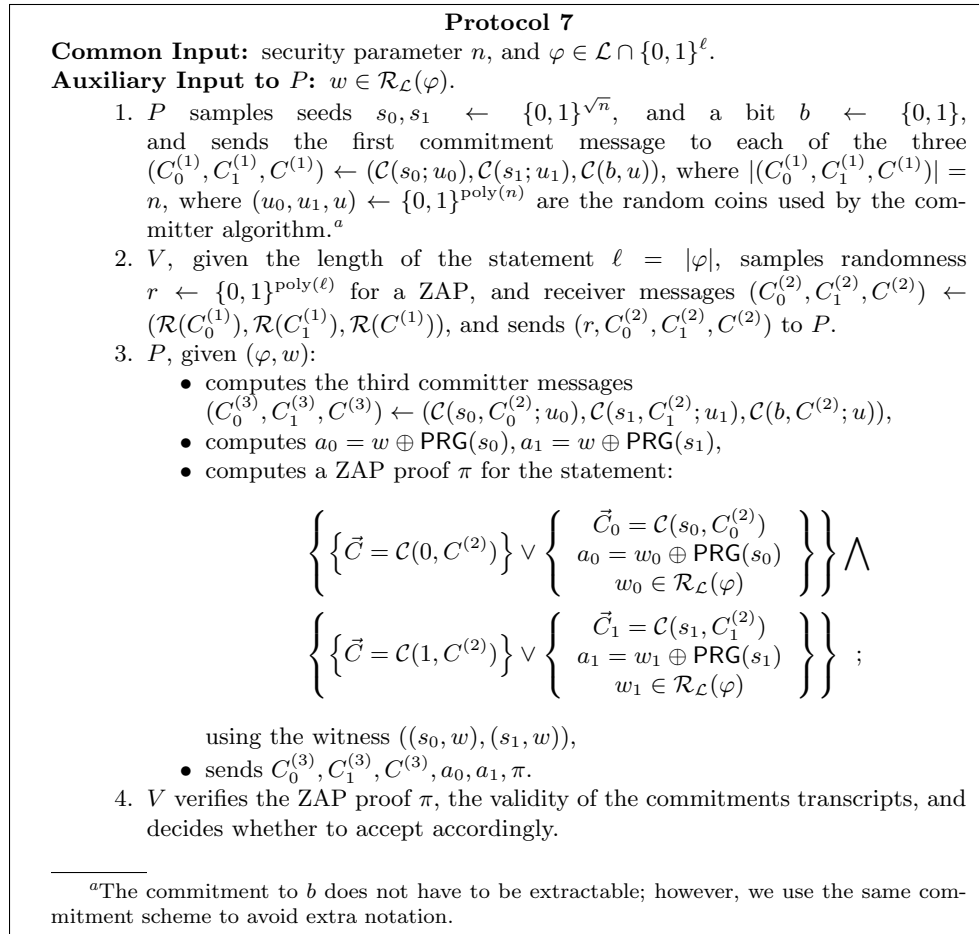 Protocol 7
Common Input: security parameter n, and φ ∈ L ∩ {0, 1}^ℓ.
Auxiliary Input to P: w ∈ R_L(φ).
1. P samples seeds s_0, s_1 ← {0, 1}^{√n}, and a bit b ← {0, 1},
and sends the first commitment message to each of the three
(C_0^{(1)}, C_1^{(1)}, C^{(1)}) ← (C(s_0; u_0), C(s_1; u_1), C(b, u)), where |(C_0^{(1)}, C_1^{(1)}, C^{(1)})| =
n, where (u_0, u_1, u) ← {0, 1}^{poly(n)} are the random coins used by the com-
mitter algorithm.^a
2. V, given the length of the statement ℓ = |φ|, samples randomness
r ← {0, 1}^{poly(ℓ)} for a ZAP, and receiver messages (C_0^{(2)}, C_1^{(2)}, C^{(2)}) ←
(R(C_0^{(1)}), R(C_1^{(1)}), R(C^{(1)})), and sends (r, C_0^{(2)}, C_1^{(2)}, C^{(2)}) to P.
3. P, given (φ, w):
• computes the third committer messages
(C_0^{(3)}, C_1^{(3)}, C^{(3)}) ← (C(s_0, C_0^{(2)}; u_0), C(s_1, C_1^{(2)}; u_1), C(b, C^{(2)}; u)),
• computes a_0 = w ⊕ PRG(s_0), a_1 = w ⊕ PRG(s_1),
• computes a ZAP proof π for the statement:
{ { C⃗ = C(0, C^{(2)}) } ∨ { C⃗_0 = C(s_0, C_0^{(2)})
a_0 = w_0 ⊕ PRG(s_0)
w_0 ∈ R_L(φ) } } ⋀
{ { C⃗ = C(1, C^{(2)}) } ∨ { C⃗_1 = C(s_1, C_1^{(2)})
a_1 = w_1 ⊕ PRG(s_1)
w_1 ∈ R_L(φ) } } ;
using the witness ((s_0, w), (s_1, w)),
• sends C_0^{(3)}, C_1^{(3)}, C^{(3)}, a_0, a_1, π.
4. V verifies the ZAP proof π, the validity of the commitments transcripts, and
decides whether to accept accordingly.
^aThe commitment to b does not have to be extractable; however, we use the same com-
mitment scheme to avoid extra notation.